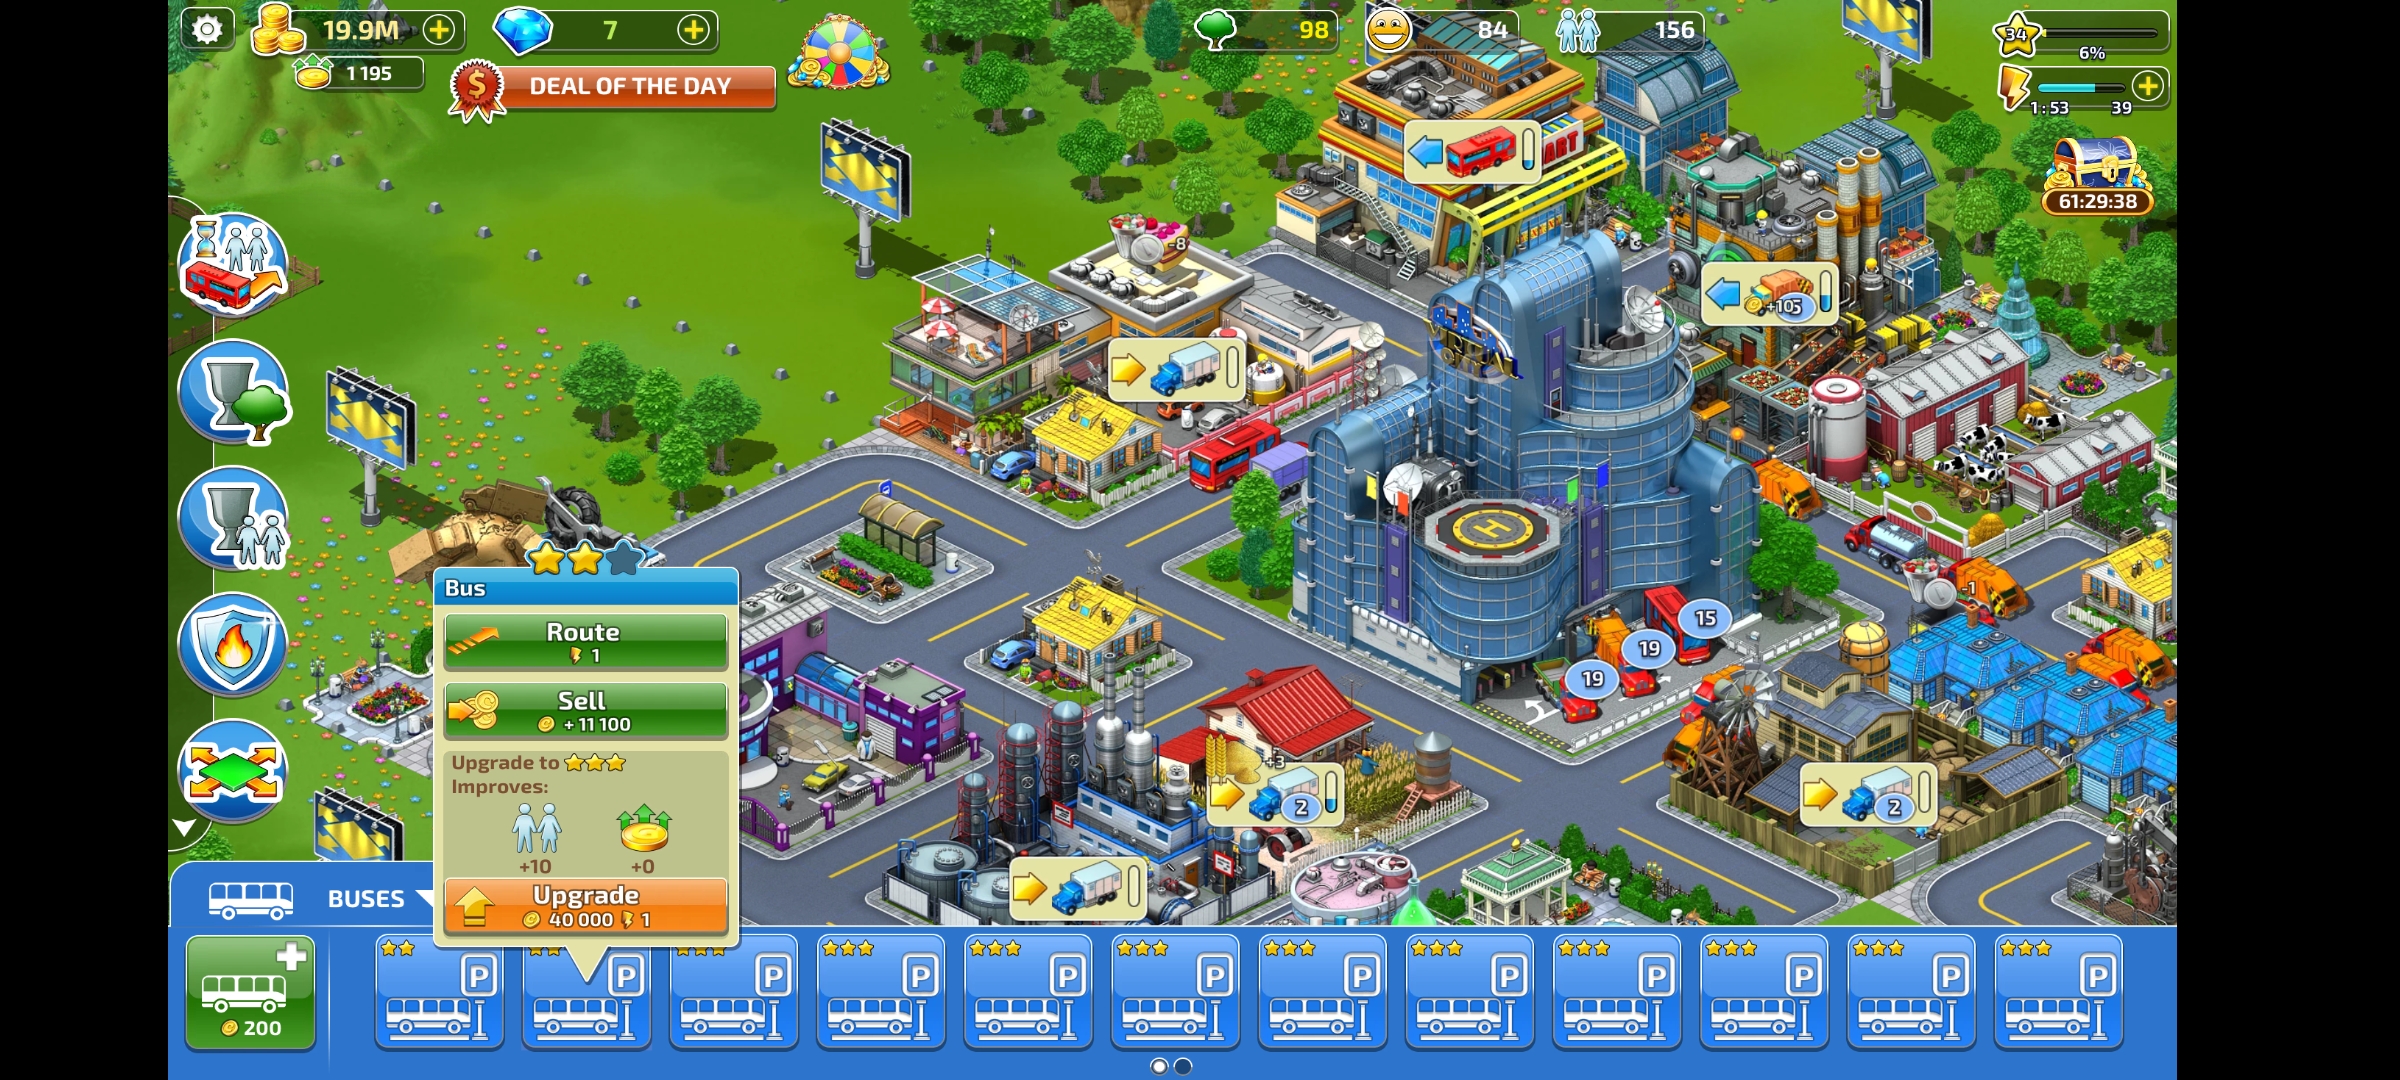 19.9M
7
98
84
156
34
6%
1 195
DEAL OF THE DAY
1:53
39
61:29:38
ART
-8
+105
15
19
19
-1
Bus
Route
1
Sell
+ 11 100
Upgrade to
Improves:
+10
+0
Upgrade
40 000
1
+3
2
2
BUSES
200
P
P
P
P
P
P
P
P
P
P
P
P
H